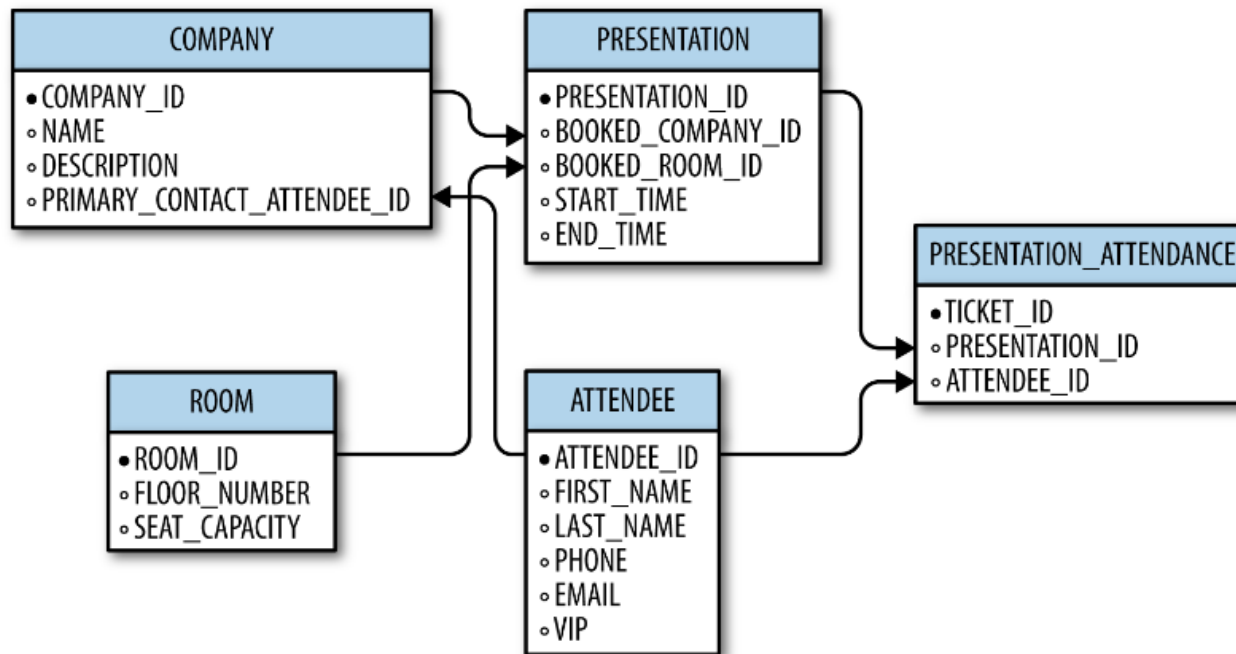 COMPANY
COMPANY_ID
NAME
DESCRIPTION
PRIMARY_CONTACT_ATTENDEE_ID
PRESENTATION
PRESENTATION_ID
BOOKED_COMPANY_ID
BOOKED_ROOM_ID
START_TIME
END_TIME
PRESENTATION_ATTENDANCE
TICKET_ID
PRESENTATION_ID
ATTENDEE_ID
ROOM
ROOM_ID
FLOOR_NUMBER
SEAT_CAPACITY
ATTENDEE
ATTENDEE_ID
FIRST_NAME
LAST_NAME
PHONE
EMAIL
VIP